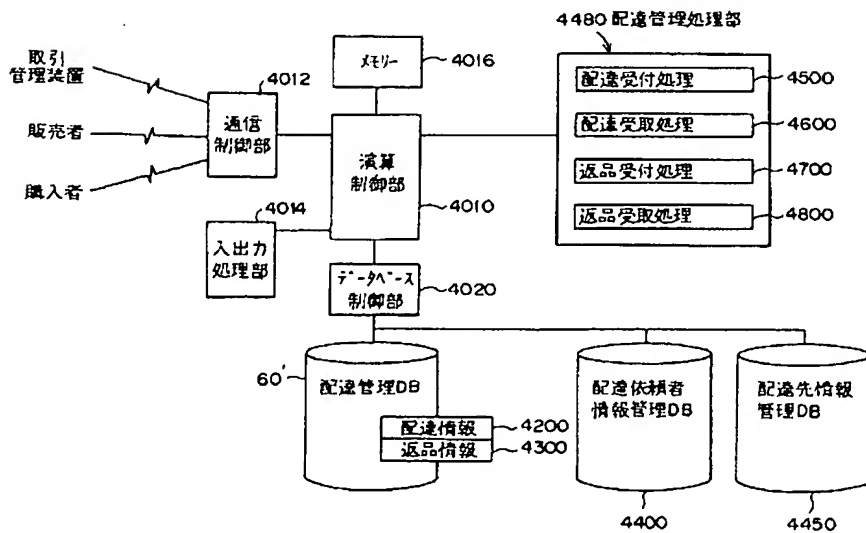 4480 配達管理処理部
取引
管理装置
4012
メモリー
4016
配達受付処理
4500
販売者
通信
制御部
配達受取処理
4600
演算
制御部
返品受付処理
4700
購入者
4014
4010
返品受取処理
4800
入出力
処理部
データベース
制御部
4020
60'
配達管理DB
配達依頼者
情報管理DB
配達先情報
管理DB
配達情報
4200
返品情報
4300
4400
4450